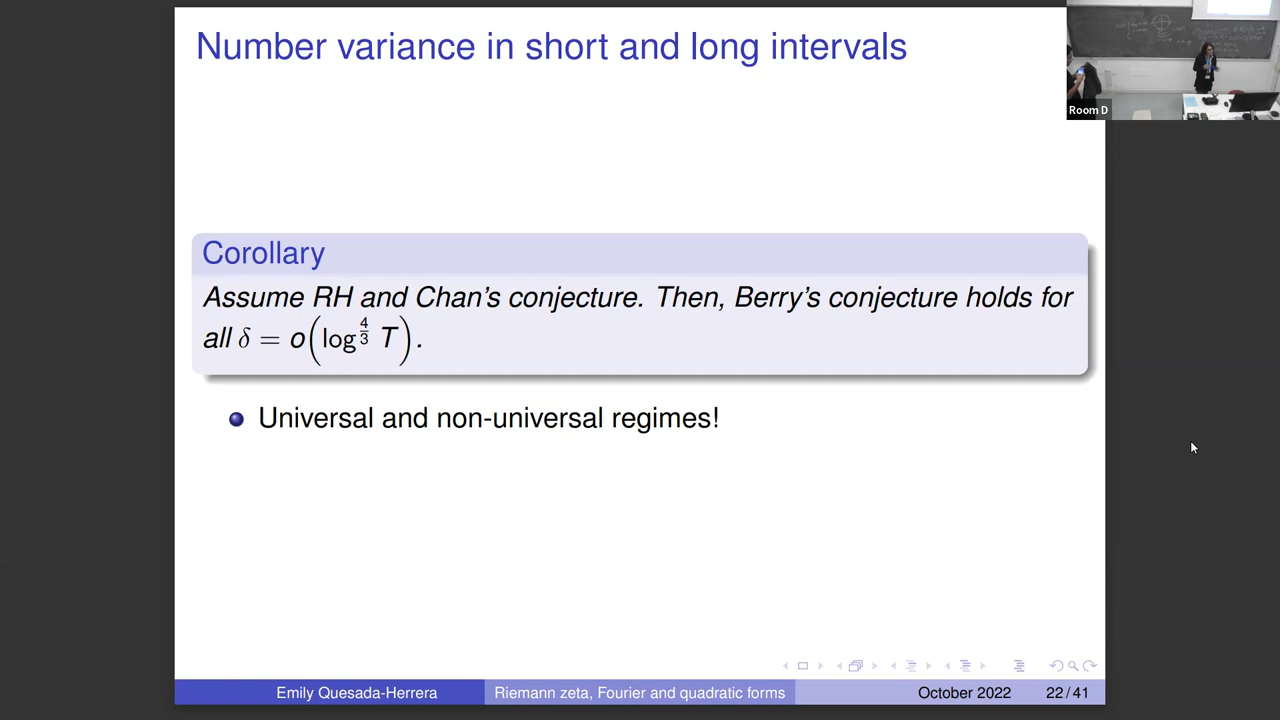 Number variance in short and long intervals
Room D
Corollary
Assume RH and Chan's conjecture. Then, Berry's conjecture holds for
all δ = o(log^{4/3} T).
Universal and non-universal regimes!
Emily Quesada-Herrera
Riemann zeta, Fourier and quadratic forms
October 2022
22/41